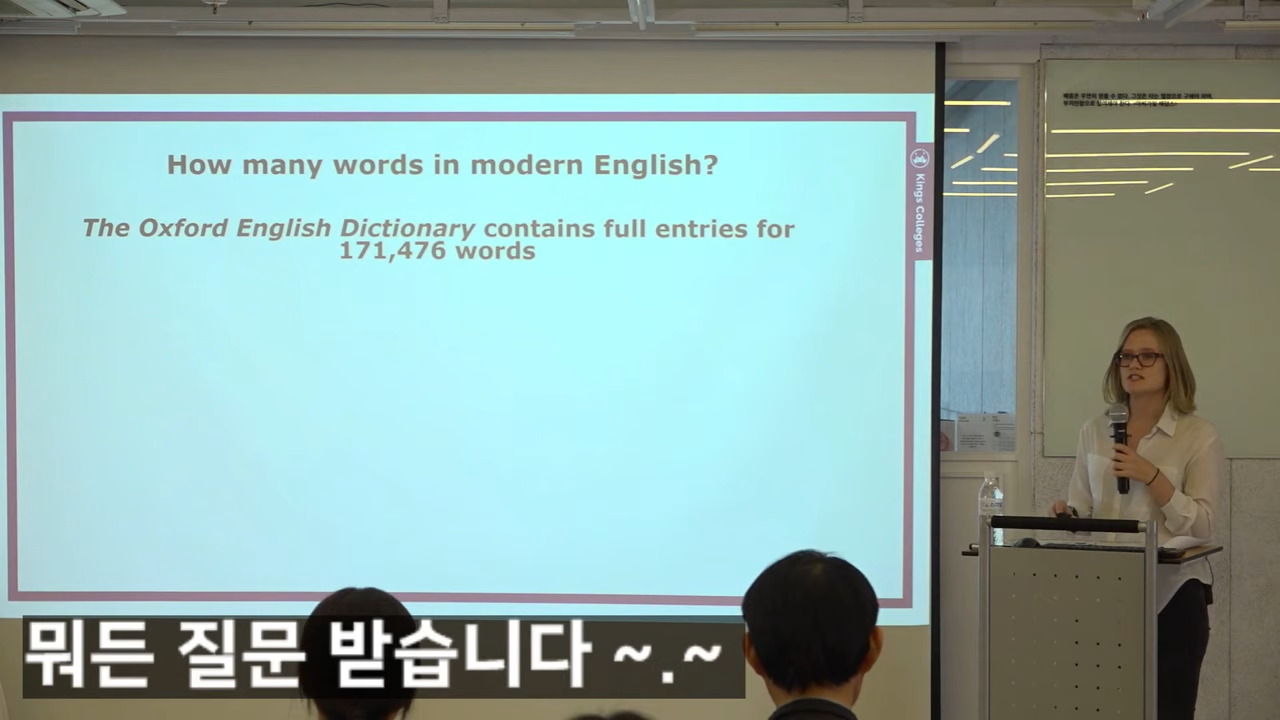 How many words in modern English?
The Oxford English Dictionary contains full entries for
171,476 words
Kings Colleges
뭐든 질문 받습니다 ~.~